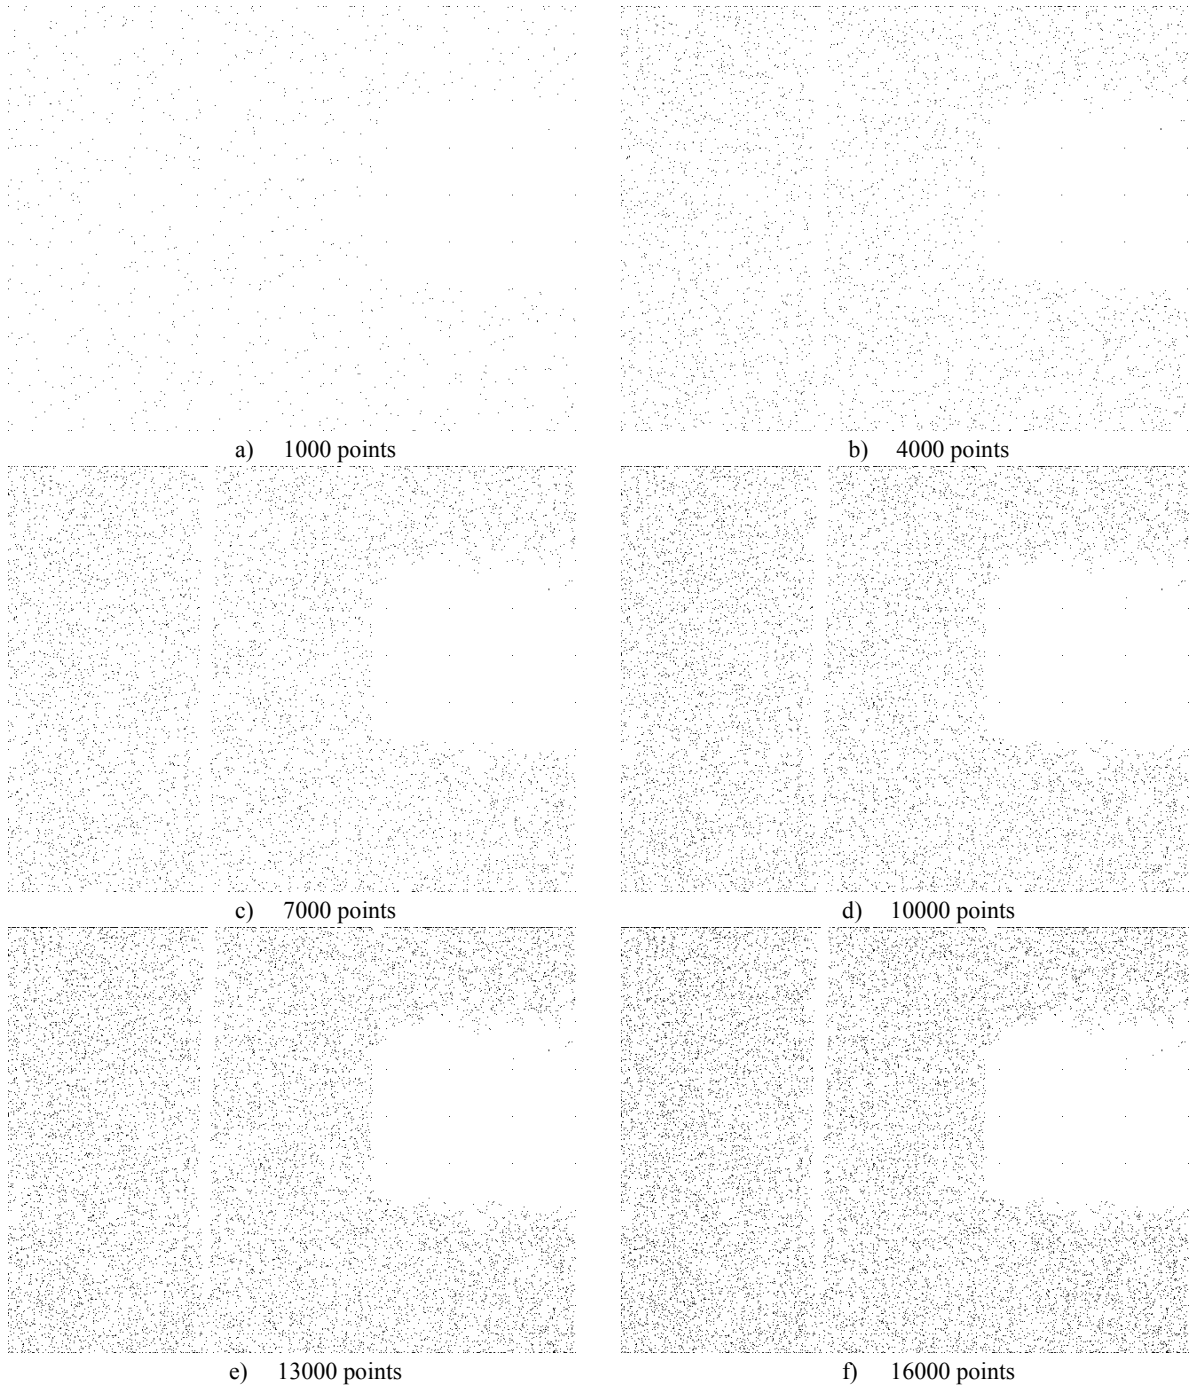 a) 1000 points
b) 4000 points
c) 7000 points
d) 10000 points
e) 13000 points
f) 16000 points